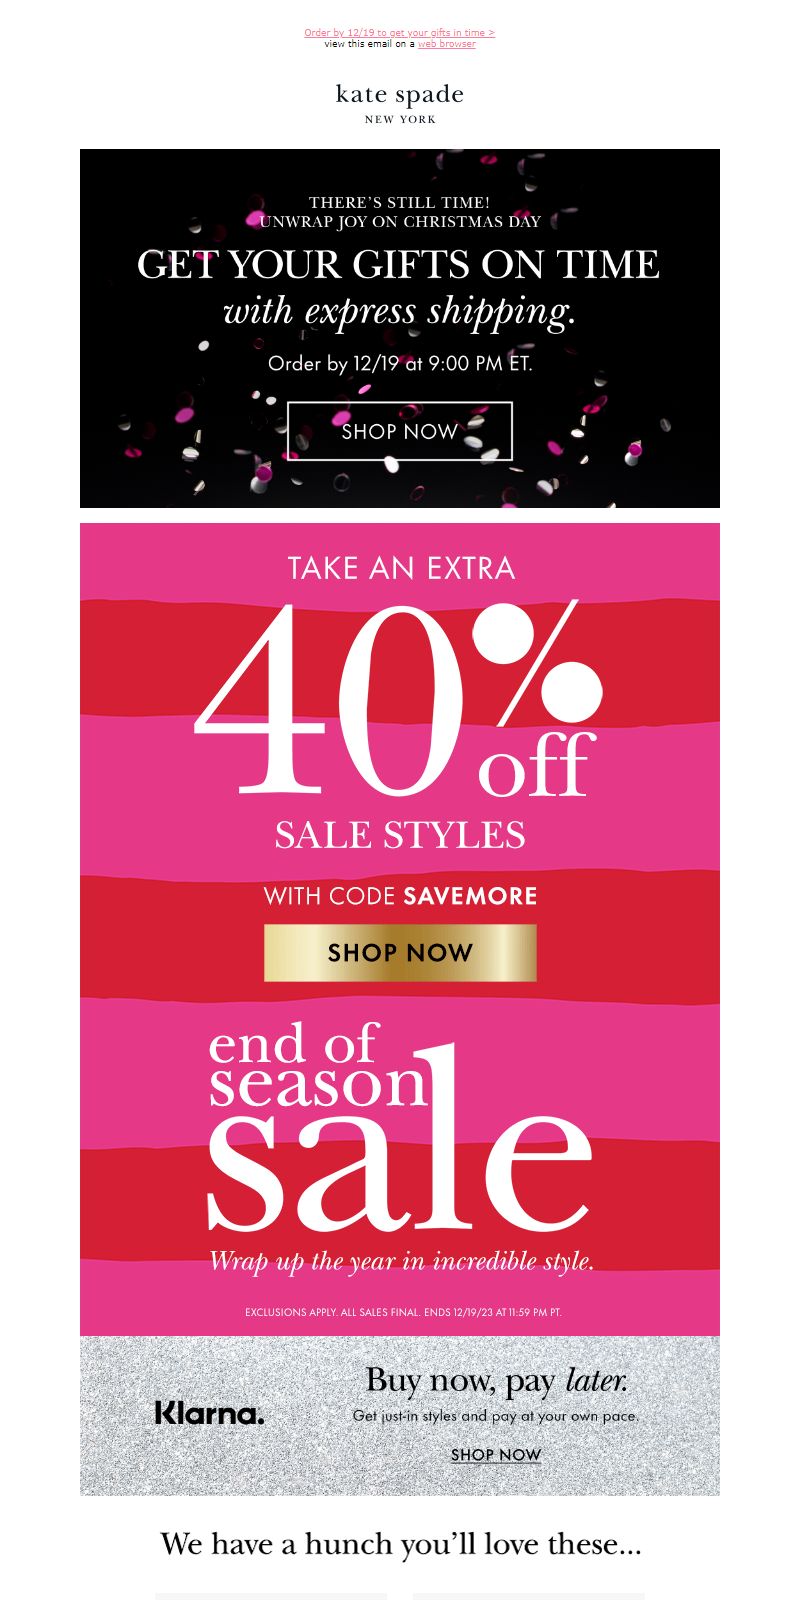 Order by 12/19 to get your gifts in time >
view this email on a web browser
kate spade
NEW YORK
THERE'S STILL TIME!
UNWRAP JOY ON CHRISTMAS DAY
GET YOUR GIFTS ON TIME
with express shipping.
Order by 12/19 at 9:00 PM ET.
SHOP NOW
TAKE AN EXTRA
40%
off
SALE STYLES
WITH CODE SAVEMORE
SHOP NOW
end of
season
sale
Wrap up the year in incredible style.
EXCLUSIONS APPLY. ALL SALES FINAL. ENDS 12/19/23 AT 11:59 PM PT.
Klarna.
Buy now, pay later.
Get just-in styles and pay at your own pace.
SHOP NOW
We have a hunch you'll love these...